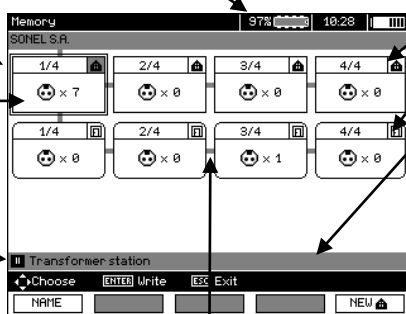 Memory 97% 10:28
SONEL S.A.
1/4 2/4 3/4 4/4
× 7 × 0 × 0 × 0
1/4 2/4 3/4 4/4
× 0 × 0 × 1 × 0
Transformer station
Choose ENTER Write ESC Exit
NAME NEW